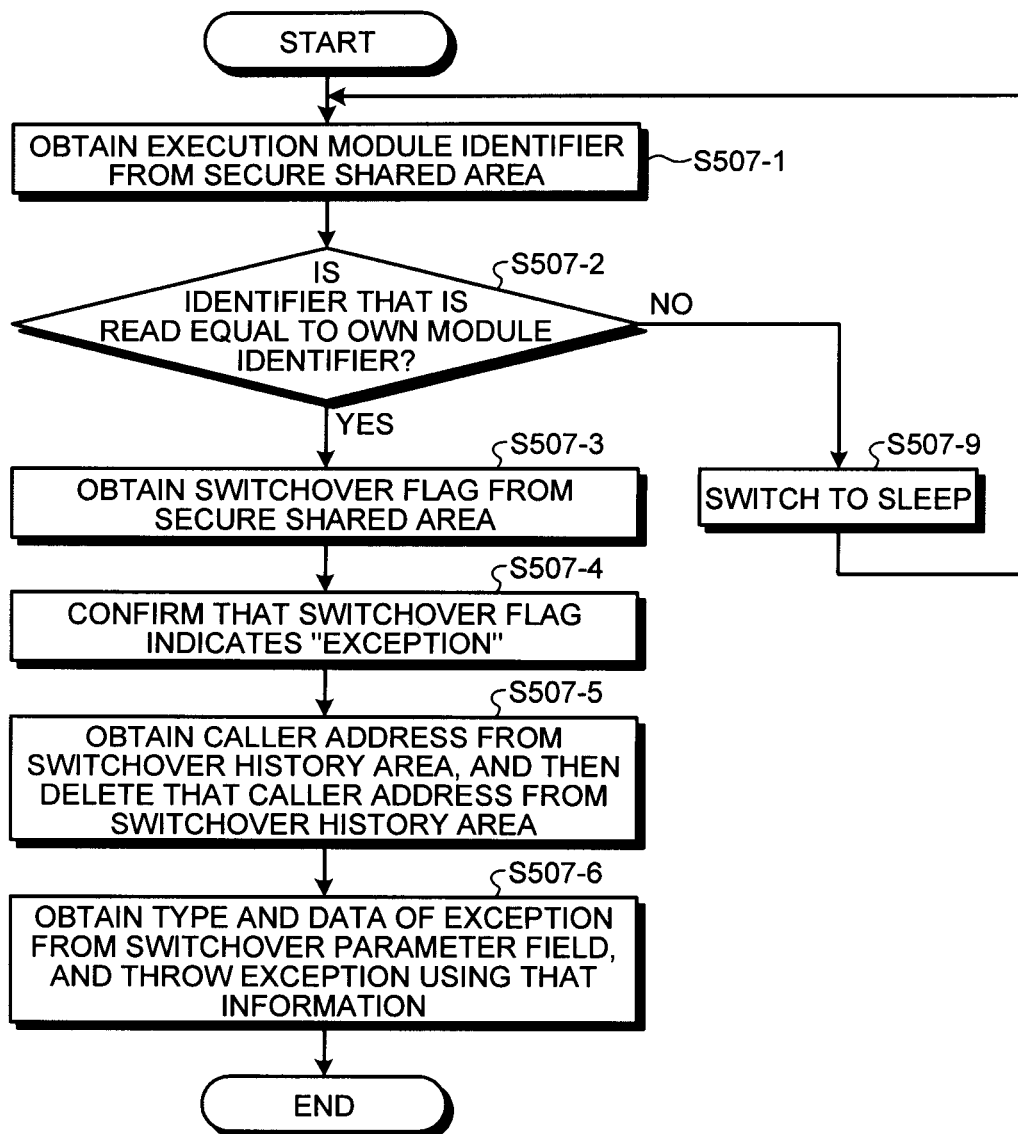 START
OBTAIN EXECUTION MODULE IDENTIFIER
FROM SECURE SHARED AREA
S507-1
S507-2
IS
IDENTIFIER THAT IS
READ EQUAL TO OWN MODULE
IDENTIFIER?
NO
YES
S507-3
OBTAIN SWITCHOVER FLAG FROM
SECURE SHARED AREA
S507-9
SWITCH TO SLEEP
S507-4
CONFIRM THAT SWITCHOVER FLAG
INDICATES "EXCEPTION"
S507-5
OBTAIN CALLER ADDRESS FROM
SWITCHOVER HISTORY AREA, AND THEN
DELETE THAT CALLER ADDRESS FROM
SWITCHOVER HISTORY AREA
S507-6
OBTAIN TYPE AND DATA OF EXCEPTION
FROM SWITCHOVER PARAMETER FIELD,
AND THROW EXCEPTION USING THAT
INFORMATION
END